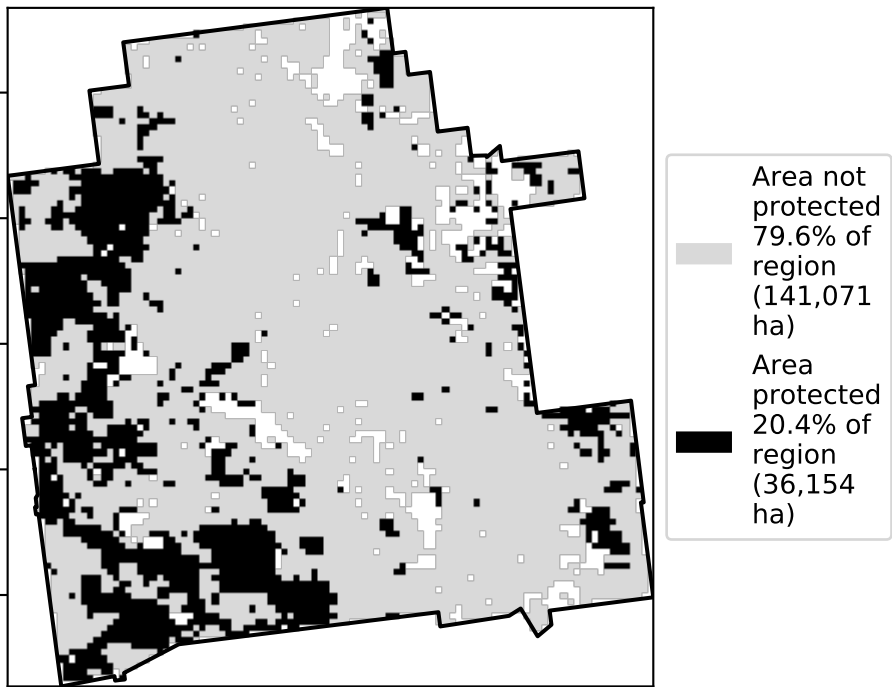 Area not
protected
79.6% of
region
(141,071
ha)
Area
protected
20.4% of
region
(36,154
ha)